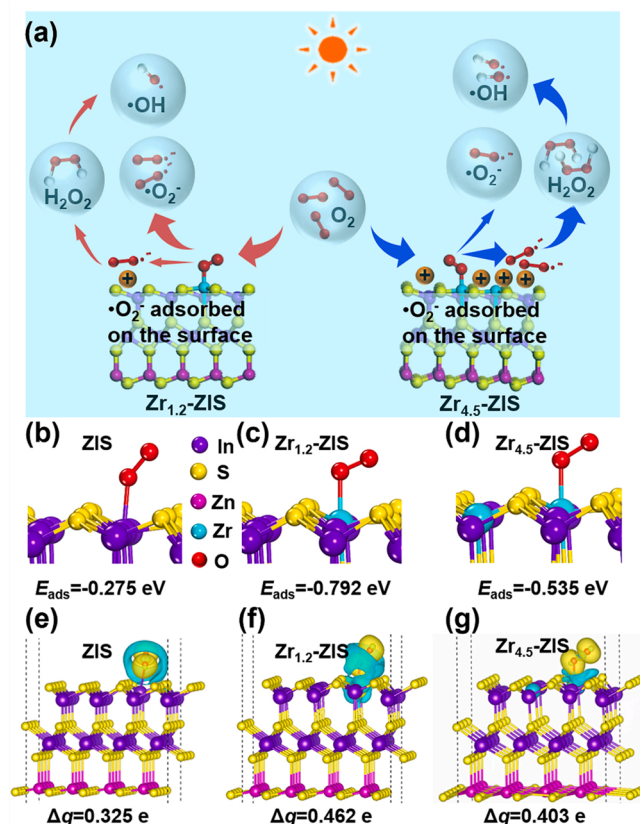 (a)
•OH
•OH
H₂O₂
•O₂⁻
O₂
•O₂⁻
H₂O₂
+
+ + + +
•O₂⁻ adsorbed
on the surface
•O₂⁻ adsorbed
on the surface
Zr₁.₂-ZIS
Zr₄.₅-ZIS
(b) ZIS
In
S
Zn
Zr
O
(c) Zr₁.₂-ZIS
(d) Zr₄.₅-ZIS
Eads=-0.275 eV
Eads=-0.792 eV
Eads=-0.535 eV
(e) ZIS
(f) Zr₁.₂-ZIS
(g) Zr₄.₅-ZIS
Δq=0.325 e
Δq=0.462 e
Δq=0.403 e